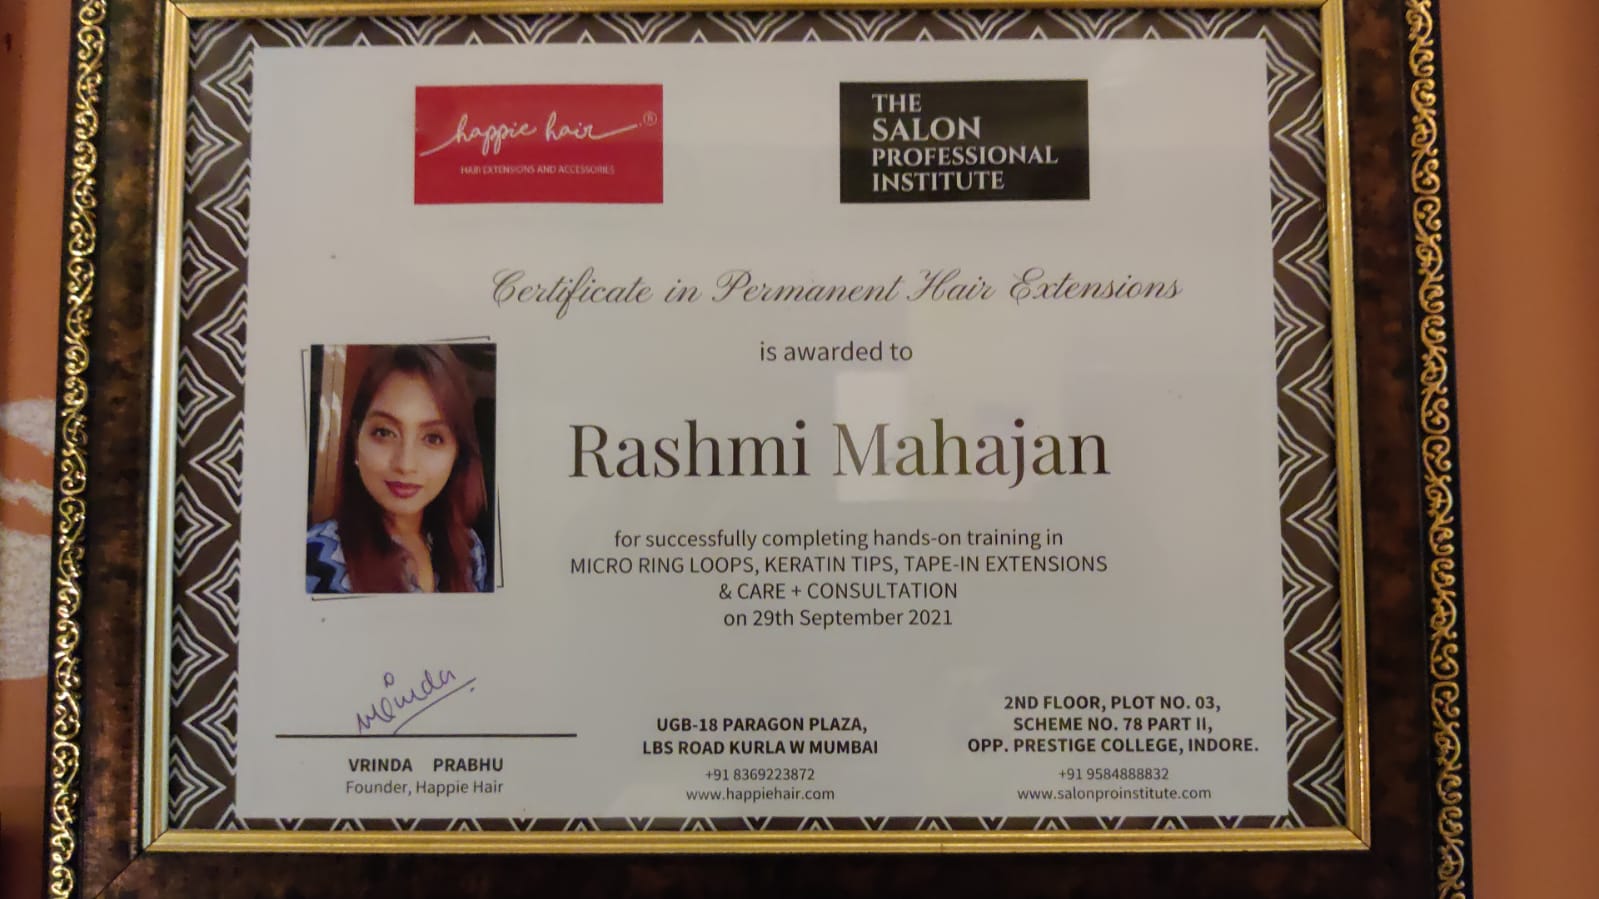 happie hair ®
HAIR EXTENSIONS AND ACCESSORIES
THE
SALON
PROFESSIONAL
INSTITUTE
Certificate in Permanent Hair Extensions
is awarded to
Rashmi Mahajan
for successfully completing hands-on training in
MICRO RING LOOPS, KERATIN TIPS, TAPE-IN EXTENSIONS
& CARE + CONSULTATION
on 29th September 2021
Vrinda
VRINDA PRABHU
Founder, Happie Hair
UGB-18 PARAGON PLAZA,
LBS ROAD KURLA W MUMBAI
+91 8369223872
www.happiehair.com
2ND FLOOR, PLOT NO. 03,
SCHEME NO. 78 PART II,
OPP. PRESTIGE COLLEGE, INDORE.
+91 9584888832
www.salonproinstitute.com